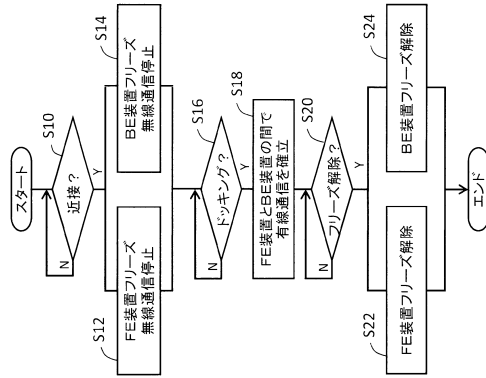 スタート
S10
近接?
N
Y
S12
FE装置フリーズ
無線通信停止
S14
BE装置フリーズ
無線通信停止
S16
ドッキング?
N
Y
S18
FE装置とBE装置の間で
有線通信を確立
S20
フリーズ解除?
N
Y
S22
FE装置フリーズ解除
S24
BE装置フリーズ解除
エンド